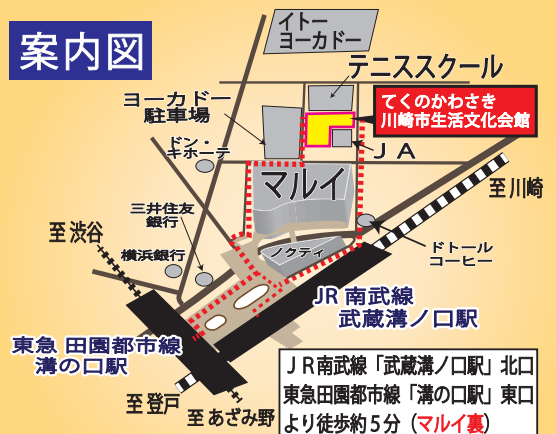 案内図
イトー
ヨーカドー
テニススクール
ヨーカドー
駐車場
てくのかわさき
川崎市生活文化会館
ドン・
キホーテ
ＪＡ
マルイ
至 川崎
三井住友
銀行
至 渋谷
横浜銀行
ノクティ
ドトール
コーヒー
JR 南武線
武蔵溝ノ口駅
東急 田園都市線
溝の口駅
至 登戸
至 あざみ野
ＪＲ南武線「武蔵溝ノ口駅」北口
東急田園都市線「溝の口駅」東口
より徒歩約５分（マルイ裏）